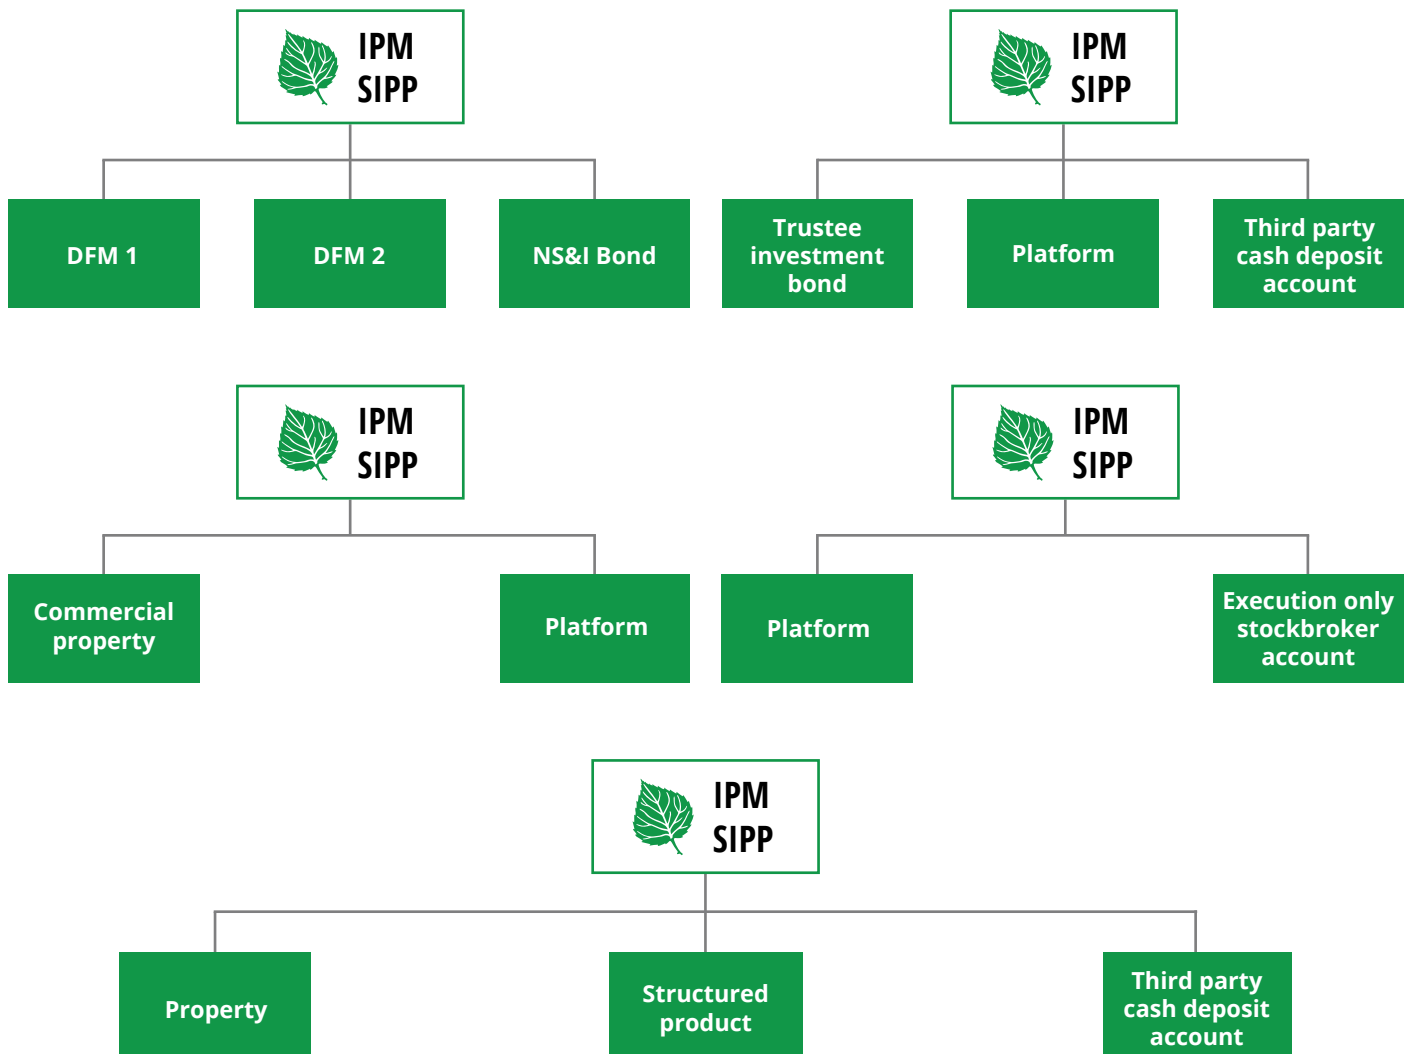 IPM
SIPP
DFM 1
DFM 2
NS&I Bond
IPM
SIPP
Trustee
investment
bond
Platform
Third party
cash deposit
account
IPM
SIPP
Commercial
property
Platform
IPM
SIPP
Platform
Execution only
stockbroker
account
IPM
SIPP
Property
Structured
product
Third party
cash deposit
account